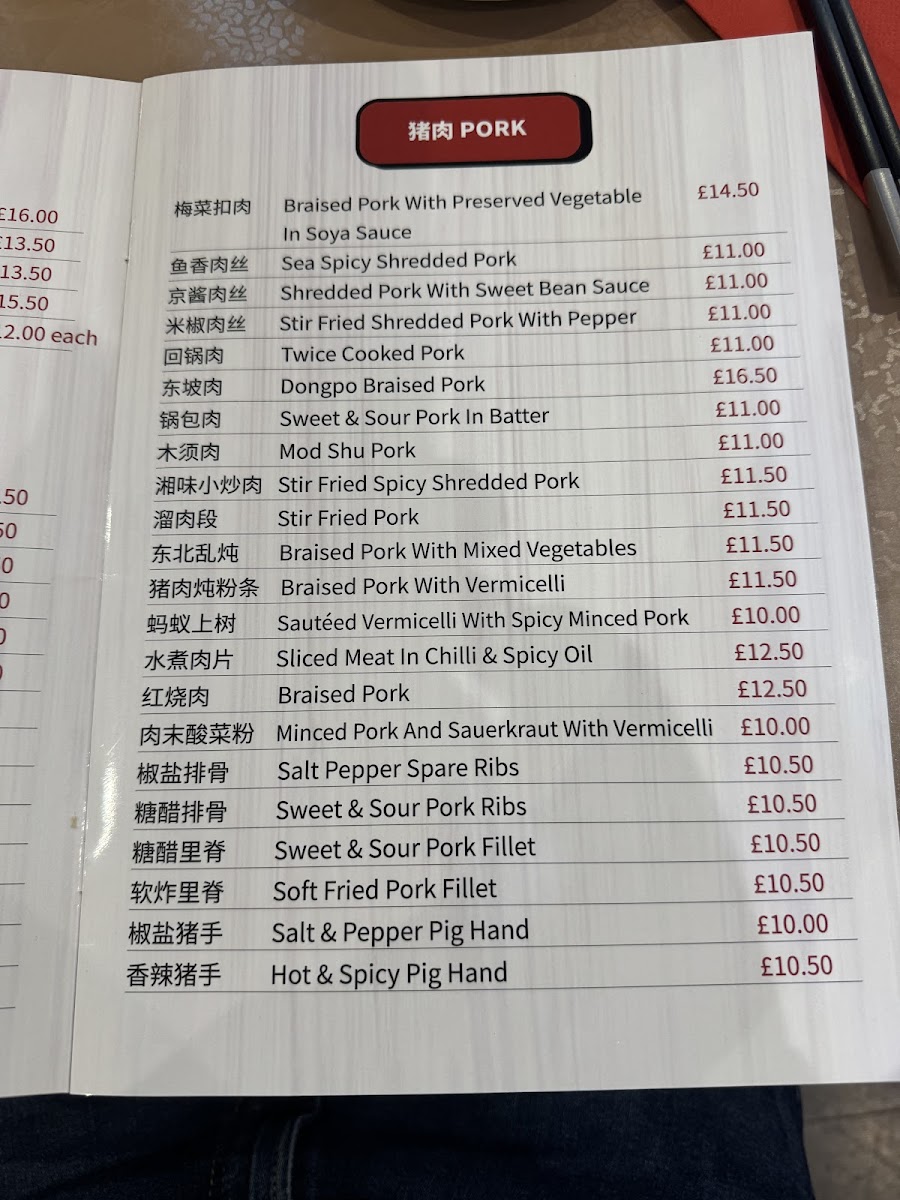 £16.00
£13.50
13.50
15.50
12.00 each
.50
猪肉 PORK
梅菜扣肉 Braised Pork With Preserved Vegetable £14.50
In Soya Sauce
鱼香肉丝 Sea Spicy Shredded Pork £11.00
京酱肉丝 Shredded Pork With Sweet Bean Sauce £11.00
米椒肉丝 Stir Fried Shredded Pork With Pepper £11.00
回锅肉 Twice Cooked Pork £11.00
东坡肉 Dongpo Braised Pork £16.50
锅包肉 Sweet & Sour Pork In Batter £11.00
木须肉 Mod Shu Pork £11.00
湘味小炒肉 Stir Fried Spicy Shredded Pork £11.50
溜肉段 Stir Fried Pork £11.50
东北乱炖 Braised Pork With Mixed Vegetables £11.50
猪肉炖粉条 Braised Pork With Vermicelli £11.50
蚂蚁上树 Sautéed Vermicelli With Spicy Minced Pork £10.00
水煮肉片 Sliced Meat In Chilli & Spicy Oil £12.50
红烧肉 Braised Pork £12.50
肉末酸菜粉 Minced Pork And Sauerkraut With Vermicelli £10.00
椒盐排骨 Salt Pepper Spare Ribs £10.50
糖醋排骨 Sweet & Sour Pork Ribs £10.50
糖醋里脊 Sweet & Sour Pork Fillet £10.50
软炸里脊 Soft Fried Pork Fillet £10.50
椒盐猪手 Salt & Pepper Pig Hand £10.00
香辣猪手 Hot & Spicy Pig Hand £10.50